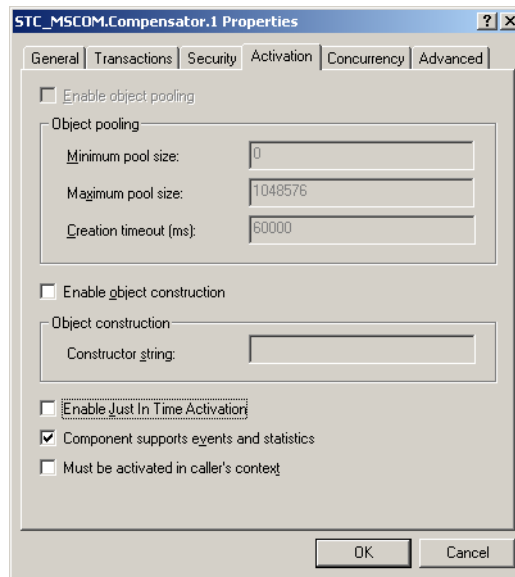 STC_MSCOM.Compensator.1 Properties
General Transactions Security Activation Concurrency Advanced
Enable object pooling
Object pooling
Minimum pool size: 0
Maximum pool size: 1048576
Creation timeout (ms): 60000
Enable object construction
Object construction
Constructor string:
Enable Just In Time Activation
Component supports events and statistics
Must be activated in caller's context
OK Cancel